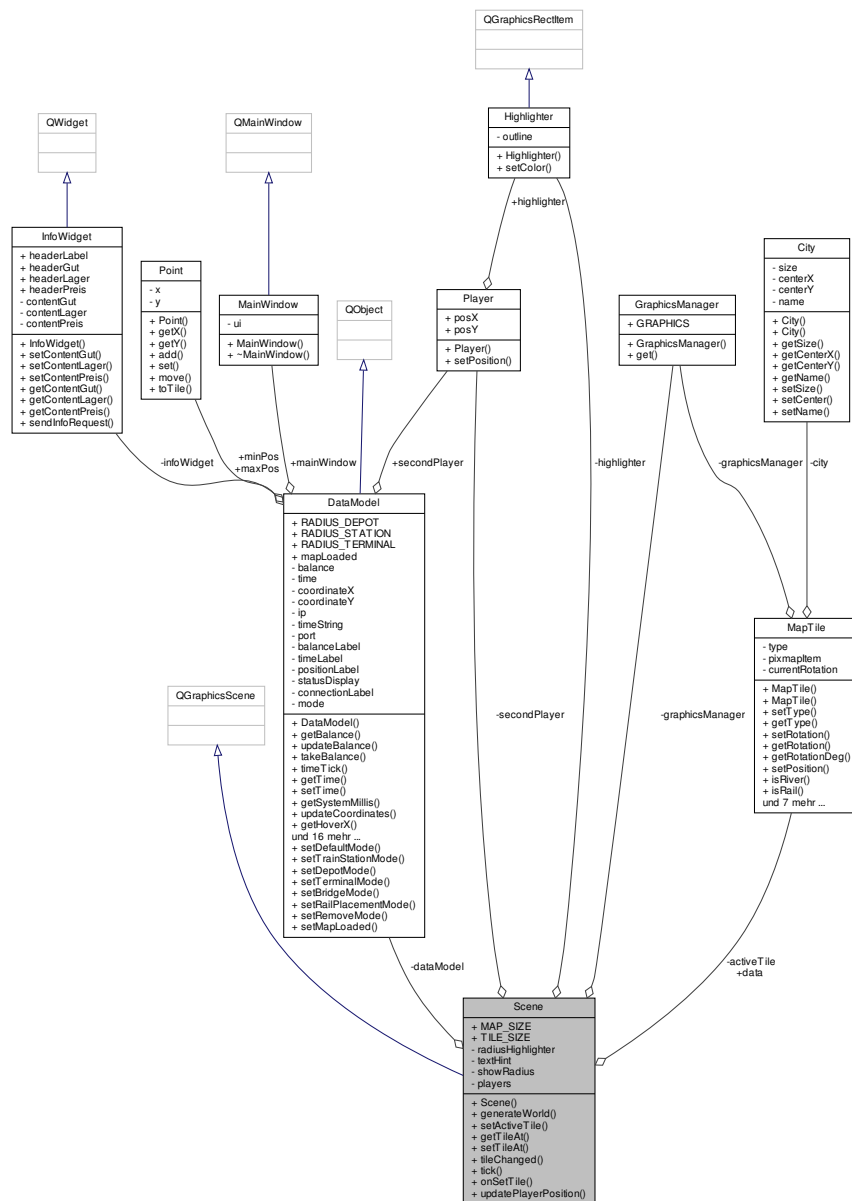 QGraphicsRectItem
Highlighter
- outline
+ Highlighter()
+ setColor()
QWidget
QMainWindow
+highlighter
InfoWidget
+ headerLabel
+ headerGut
+ headerLager
+ headerPreis
- contentGut
- contentLager
- contentPreis
+ InfoWidget()
+ setContentGut()
+ setContentLager()
+ setContentPreis()
+ getContentGut()
+ getContentLager()
+ getContentPreis()
+ sendInfoRequest()
Point
- x
- y
+ Point()
+ getX()
+ getY()
+ add()
+ set()
+ move()
+ toTile()
MainWindow
- ui
+ MainWindow()
+ ~MainWindow()
QObject
Player
+ posX
+ posY
+ Player()
+ setPosition()
GraphicsManager
+ GRAPHICS
+ GraphicsManager()
+ get()
City
- size
- centerX
- centerY
- name
+ City()
+ City()
+ getSize()
+ getCenterX()
+ getCenterY()
+ getName()
+ setSize()
+ setCenter()
+ setName()
-infoWidget
+minPos
+maxPos
+mainWindow
+secondPlayer
-highlighter
-graphicsManager
-city
DataModel
+ RADIUS_DEPOT
+ RADIUS_STATION
+ RADIUS_TERMINAL
+ mapLoaded
- balance
- time
- coordinateX
- coordinateY
- ip
- timeString
- port
- balanceLabel
- timeLabel
- positionLabel
- statusDisplay
- connectionLabel
- mode
+ DataModel()
+ getBalance()
+ updateBalance()
+ takeBalance()
+ timeTick()
+ getTime()
+ setTime()
+ getSystemMillis()
+ updateCoordinates()
+ getHoverX()
und 16 mehr ...
+ setDefaultMode()
+ setTrainStationMode()
+ setDepotMode()
+ setTerminalMode()
+ setBridgeMode()
+ setRailPlacementMode()
+ setRemoveMode()
+ setMapLoaded()
MapTile
- type
- pixmapItem
- currentRotation
+ MapTile()
+ MapTile()
+ setType()
+ getType()
+ setRotation()
+ getRotation()
+ getRotationDeg()
+ setPosition()
+ isRiver()
+ isRail()
und 7 mehr ...
QGraphicsScene
-secondPlayer
-graphicsManager
-dataModel
-activeTile
+data
Scene
+ MAP_SIZE
+ TILE_SIZE
- radiusHighlighter
- textHint
- showRadius
- players
+ Scene()
+ generateWorld()
+ setActiveTile()
+ getTileAt()
+ setTileAt()
+ tileChanged()
+ tick()
+ onSetTile()
+ updatePlayerPosition()